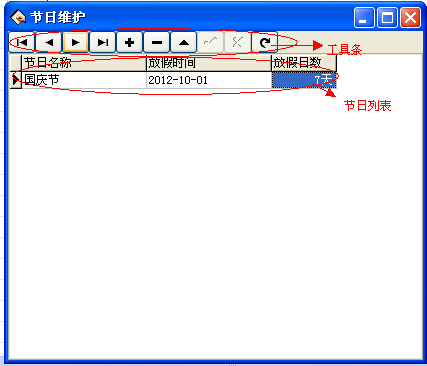 节日维护
工具条
节日名称 放假时间 放假日数
国庆节 2012-10-01 7天
节日列表